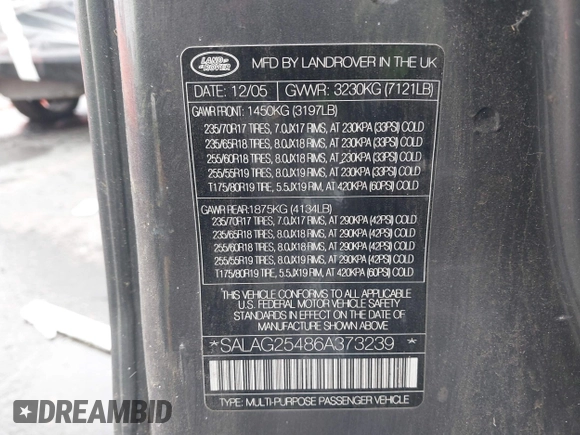 LAND ROVER
MFD BY LANDROVER IN THE UK
DATE: 12/05 GVWR: 3230KG (7121LB)
GAWR FRONT: 1450KG (3197LB)
235/70R17 TIRES, 7.0JX17 RIMS, AT 230KPA (33PSI) COLD
235/65R18 TIRES, 8.0JX18 RIMS, AT 230KPA (33PSI) COLD
255/60R18 TIRES, 8.0JX18 RIMS, AT 230KPA (33PSI) COLD
255/55R19 TIRES, 8.0JX19 RIMS, AT 230KPA (33PSI) COLD
T175/80R19 TIRE, 5.5JX19 RIM, AT 420KPA (60PSI) COLD
GAWR REAR: 1875KG (4134LB)
235/70R17 TIRES, 7.0JX17 RIMS, AT 290KPA (42PSI) COLD
235/65R18 TIRES, 8.0JX18 RIMS, AT 290KPA (42PSI) COLD
255/60R18 TIRES, 8.0JX18 RIMS, AT 290KPA (42PSI) COLD
255/55R19 TIRES, 8.0JX19 RIMS, AT 290KPA (42PSI) COLD
T175/80R19 TIRE, 5.5JX19 RIM, AT 420KPA (60PSI) COLD
THIS VEHICLE CONFORMS TO ALL APPLICABLE
U.S. FEDERAL MOTOR VEHICLE SAFETY
STANDARDS IN EFFECT ON THE DATE OF
MANUFACTURE SHOWN ABOVE
*SALAG25486A373239*
TYPE: MULTI-PURPOSE PASSENGER VEHICLE
DREAMBID